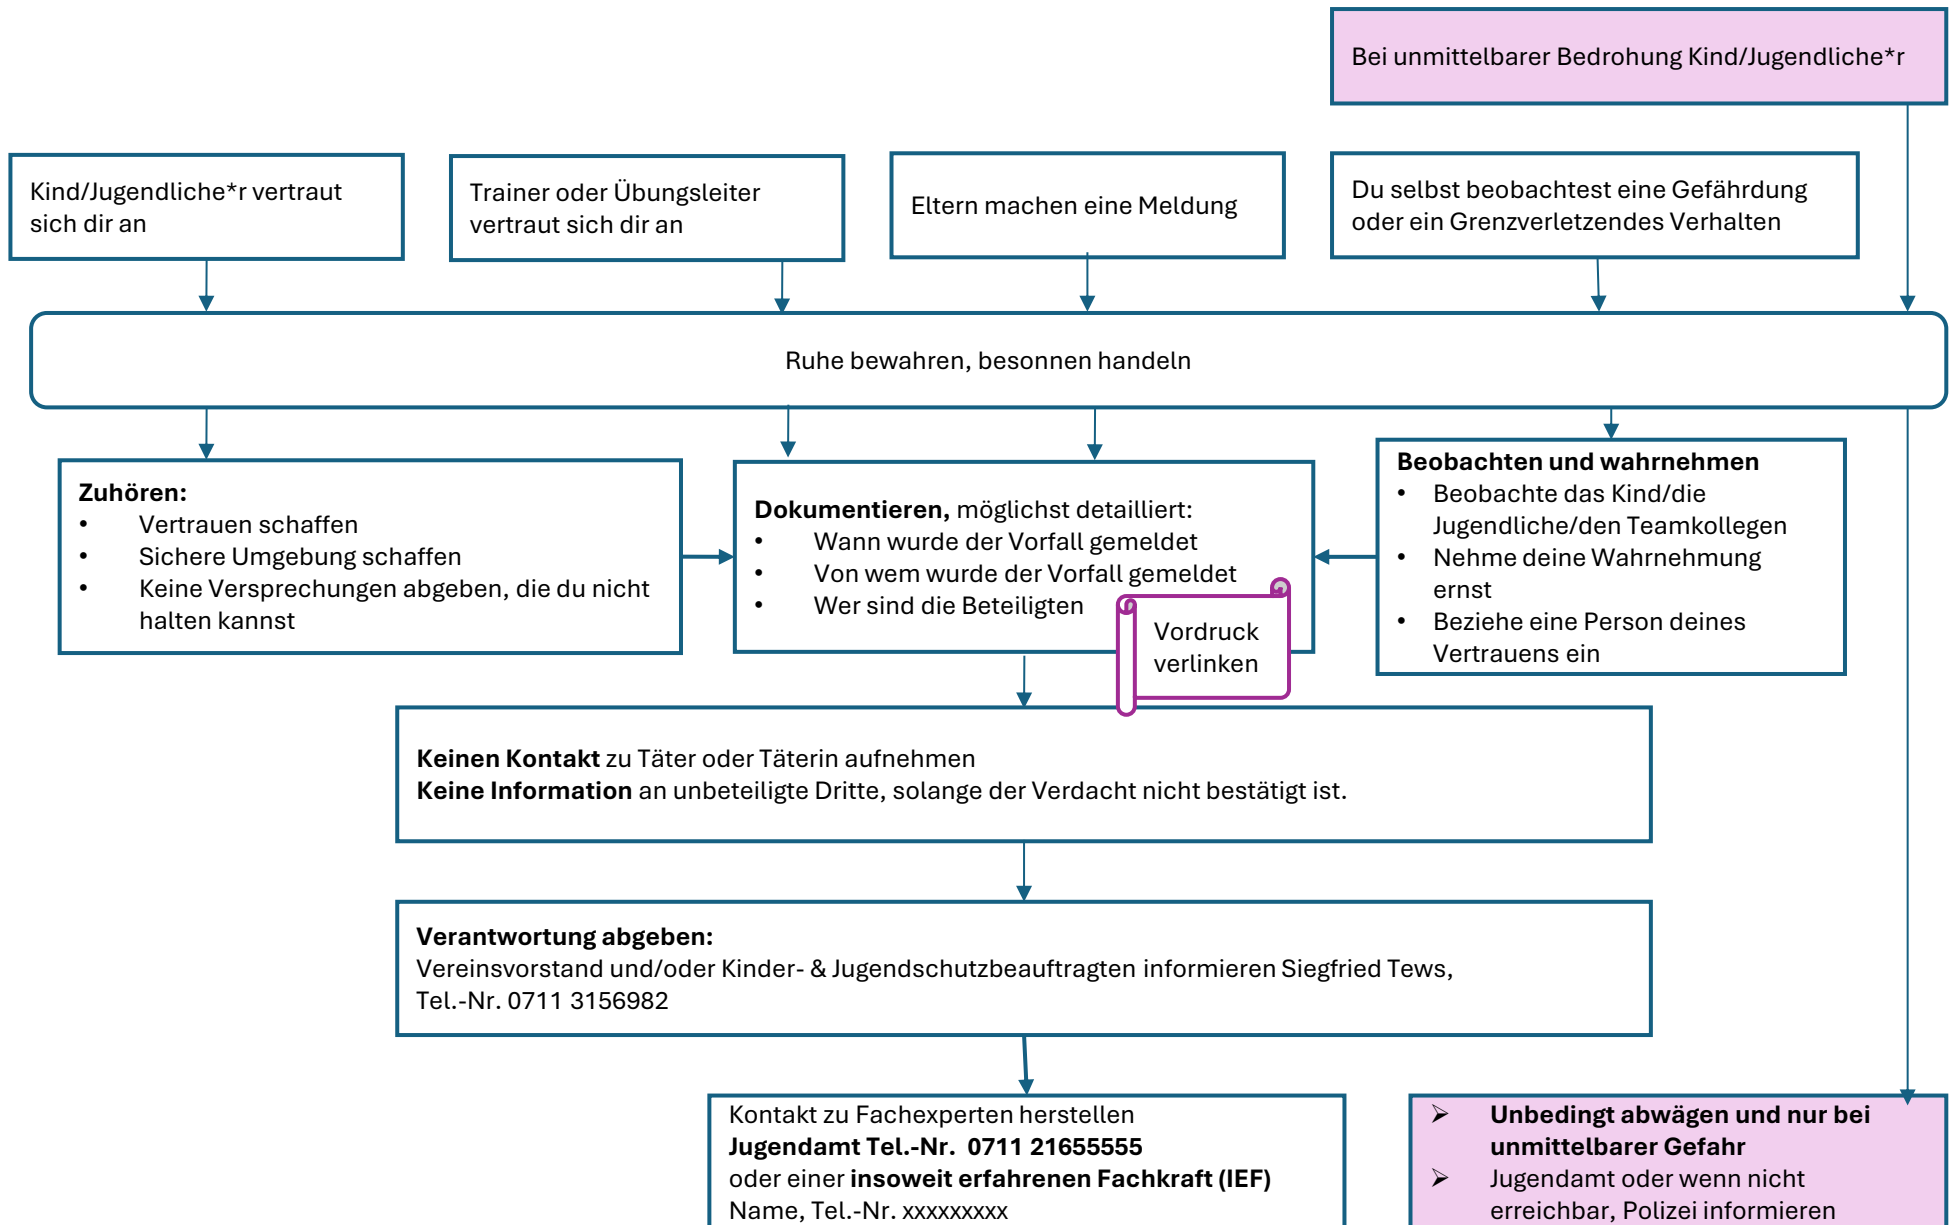 Bei unmittelbarer Bedrohung Kind/Jugendliche*r
Kind/Jugendliche*r vertraut
sich dir an
Trainer oder Übungsleiter
vertraut sich dir an
Eltern machen eine Meldung
Du selbst beobachtest eine Gefährdung
oder ein Grenzverletzendes Verhalten
Ruhe bewahren, besonnen handeln
Zuhören:
• Vertrauen schaffen
• Sichere Umgebung schaffen
• Keine Versprechungen abgeben, die du nicht
halten kannst
Dokumentieren, möglichst detailliert:
• Wann wurde der Vorfall gemeldet
• Von wem wurde der Vorfall gemeldet
• Wer sind die Beteiligten
Vordruck
verlinken
Beobachten und wahrnehmen
• Beobachte das Kind/die
Jugendliche/den Teamkollegen
• Nehme deine Wahrnehmung
ernst
• Beziehe eine Person deines
Vertrauens ein
Keinen Kontakt zu Täter oder Täterin aufnehmen
Keine Information an unbeteiligte Dritte, solange der Verdacht nicht bestätigt ist.
Verantwortung abgeben:
Vereinsvorstand und/oder Kinder- & Jugendschutzbeauftragten informieren Siegfried Tews,
Tel.-Nr. 0711 3156982
Kontakt zu Fachexperten herstellen
Jugendamt Tel.-Nr. 0711 21655555
oder einer insoweit erfahrenen Fachkraft (IEF)
Name, Tel.-Nr. xxxxxxxxx
➢ Unbedingt abwägen und nur bei
unmittelbarer Gefahr
➢ Jugendamt oder wenn nicht
erreichbar, Polizei informieren